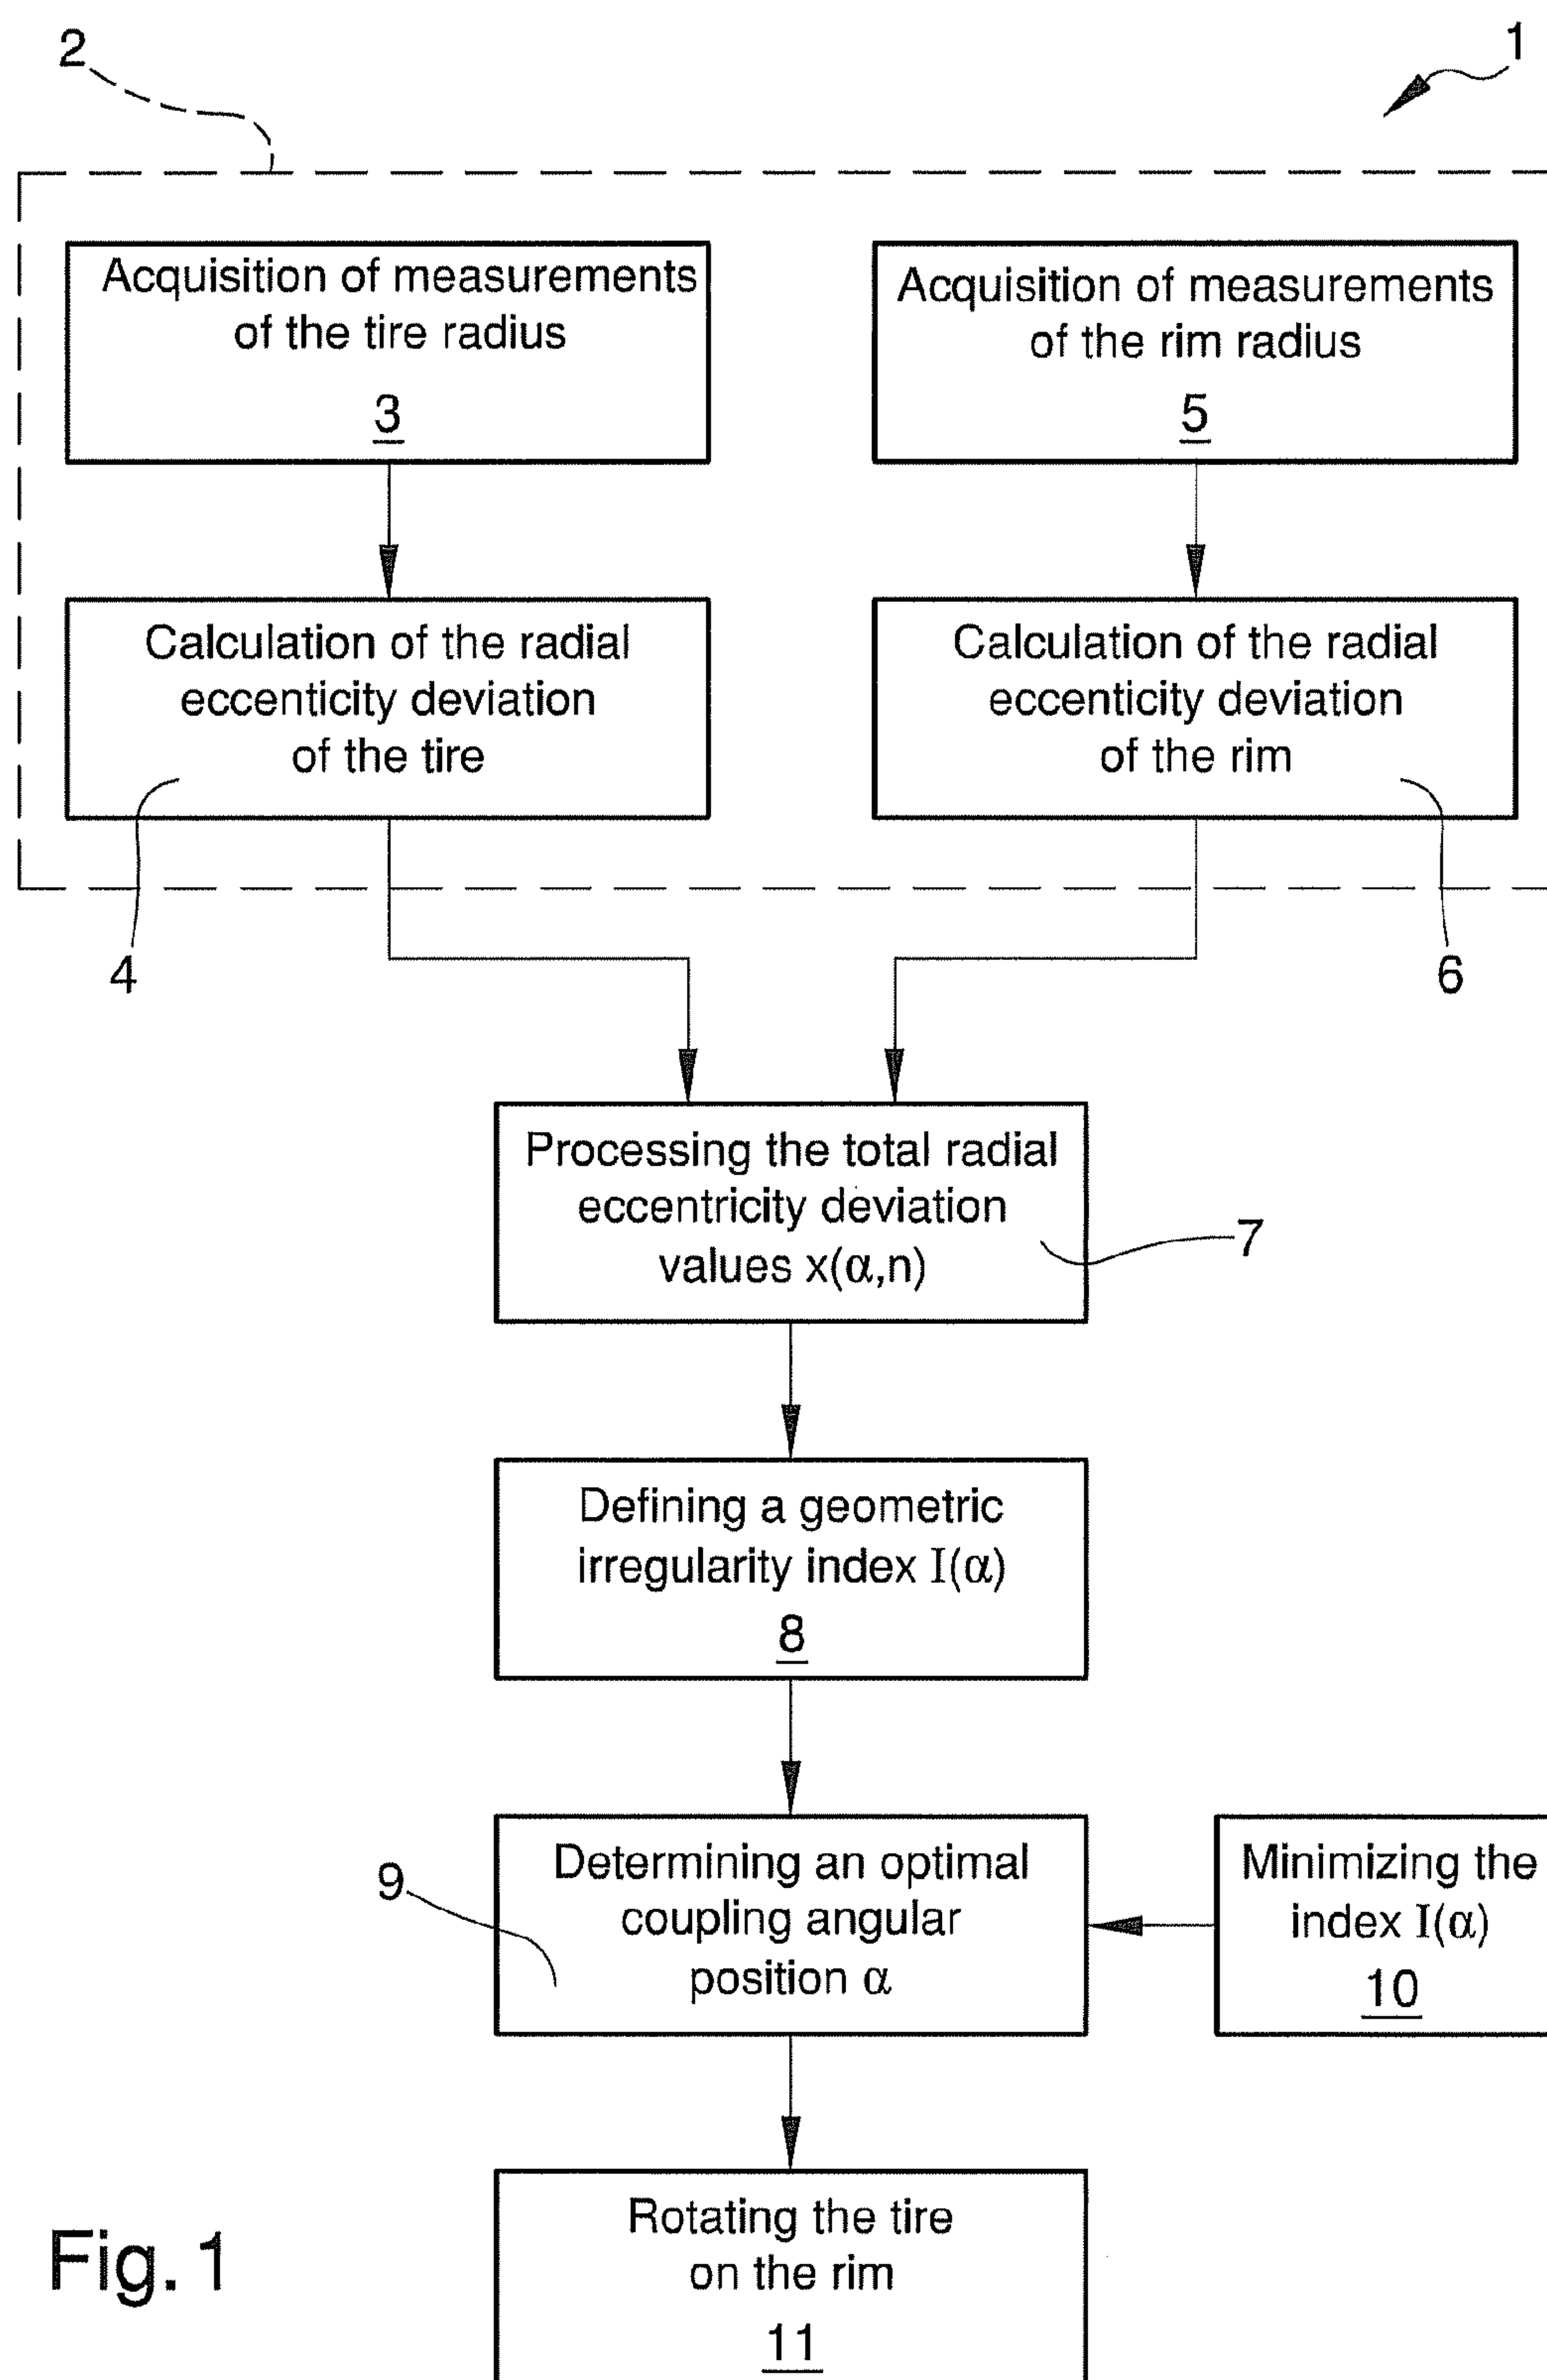 2
1
Acquisition of measurements
of the tire radius
3
Acquisition of measurements
of the rim radius
5
Calculation of the radial
eccenticity deviation
of the tire
Calculation of the radial
eccenticity deviation
of the rim
4
6
Processing the total radial
eccentricity deviation
values x(α,n)
7
Defining a geometric
irregularity index I(α)
8
9
Determining an optimal
coupling angular
position α
Minimizing the
index I(α)
10
Rotating the tire
on the rim
11
Fig. 1